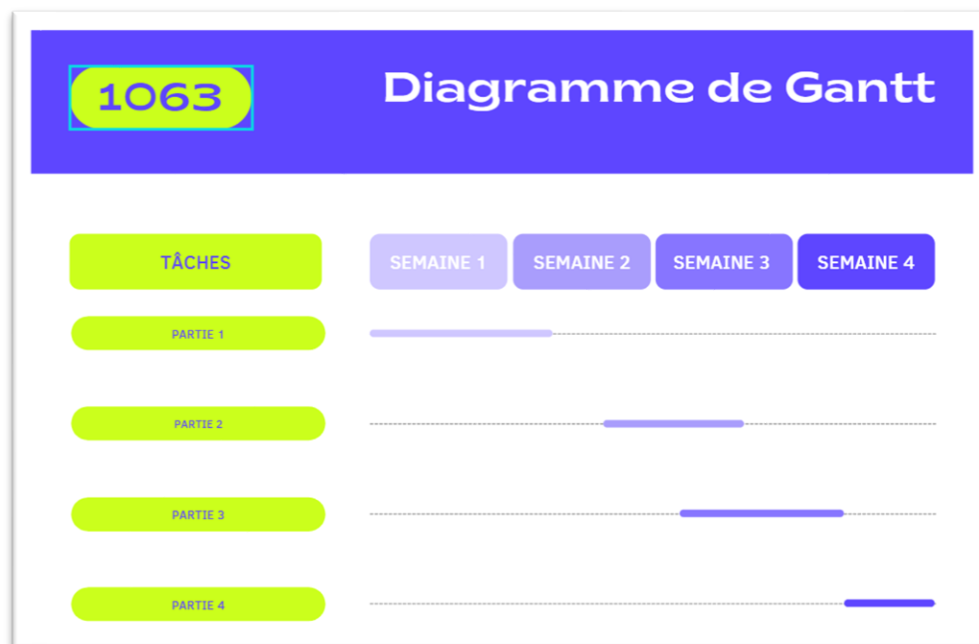 1063
Diagramme de Gantt
TÂCHES
SEMAINE 1
SEMAINE 2
SEMAINE 3
SEMAINE 4
PARTIE 1
PARTIE 2
PARTIE 3
PARTIE 4